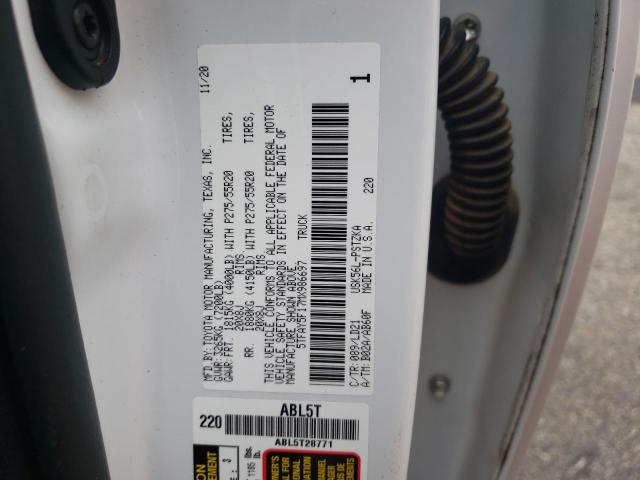 MFD.BY: TOYOTA MOTOR MANUFACTURING, TEXAS, INC. 11/20
GVWR: 3265KG (7200LB)
GAWR: FRT. 1815KG (4000LB) WITH P275/55R20 TIRES,
20X8J RIMS,
RR. 1880KG (4150LB) WITH P275/55R20 TIRES,
20X8J RIMS,
THIS VEHICLE CONFORMS TO ALL APPLICABLE FEDERAL MOTOR
VEHICLE SAFETY STANDARDS IN EFFECT ON THE DATE OF
MANUFACTURE SHOWN ABOVE.
5TFAY5F17MX986697 TRUCK
1
220
C/TR: 089/LD21 USK56L-PSTZKA
A/TM: B02A/AB60F MADE IN U.S.A.
220
ABL5T
ABL5T28771